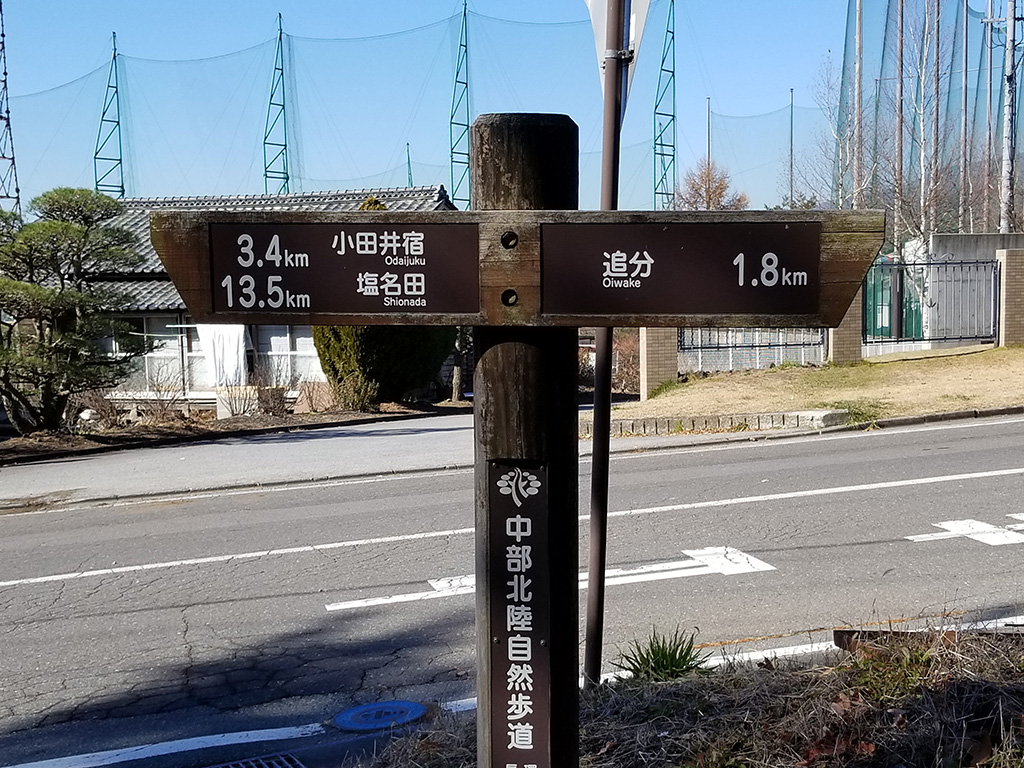 3.4km 小田井宿
Odaijuku
13.5km 塩名田
Shionada
追分 1.8km
Oiwake
中部北陸自然歩道